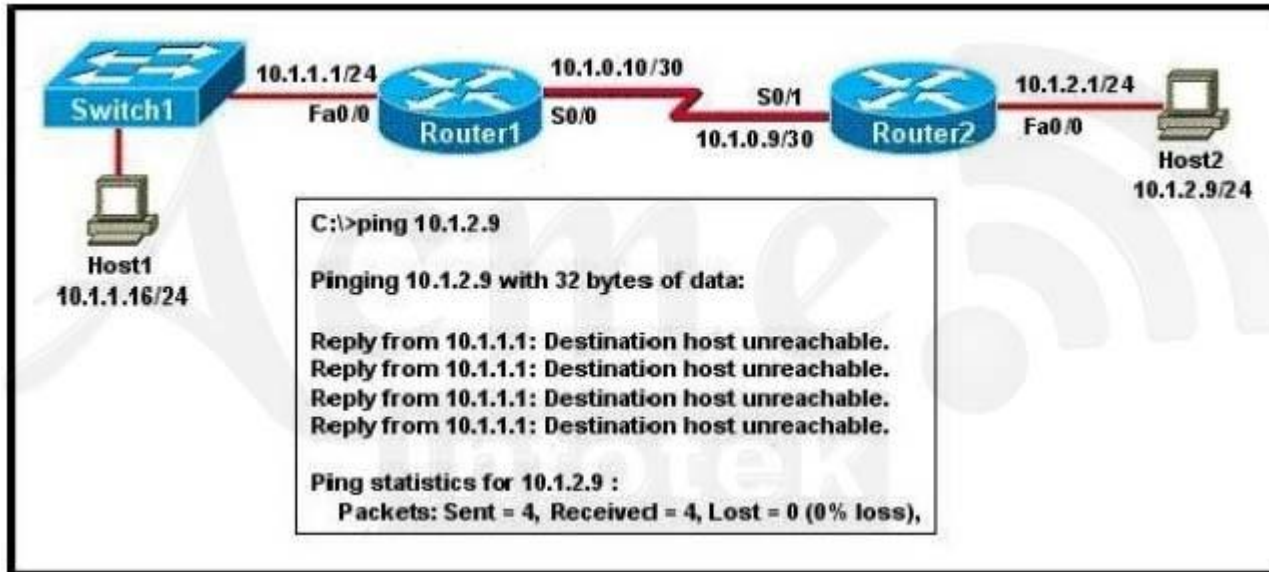 10.1.1.1/24
10.1.0.10/30
10.1.2.1/24
S0/1
Switch1
Fa0/0
Router1
S0/0
10.1.0.9/30
Router2
Fa0/0
Host2
10.1.2.9/24
Host1
10.1.1.16/24
C:\>ping 10.1.2.9
Pinging 10.1.2.9 with 32 bytes of data:
Reply from 10.1.1.1: Destination host unreachable.
Reply from 10.1.1.1: Destination host unreachable.
Reply from 10.1.1.1: Destination host unreachable.
Reply from 10.1.1.1: Destination host unreachable.
Ping statistics for 10.1.2.9 :
Packets: Sent = 4, Received = 4, Lost = 0 (0% loss),
Acme
Infotek